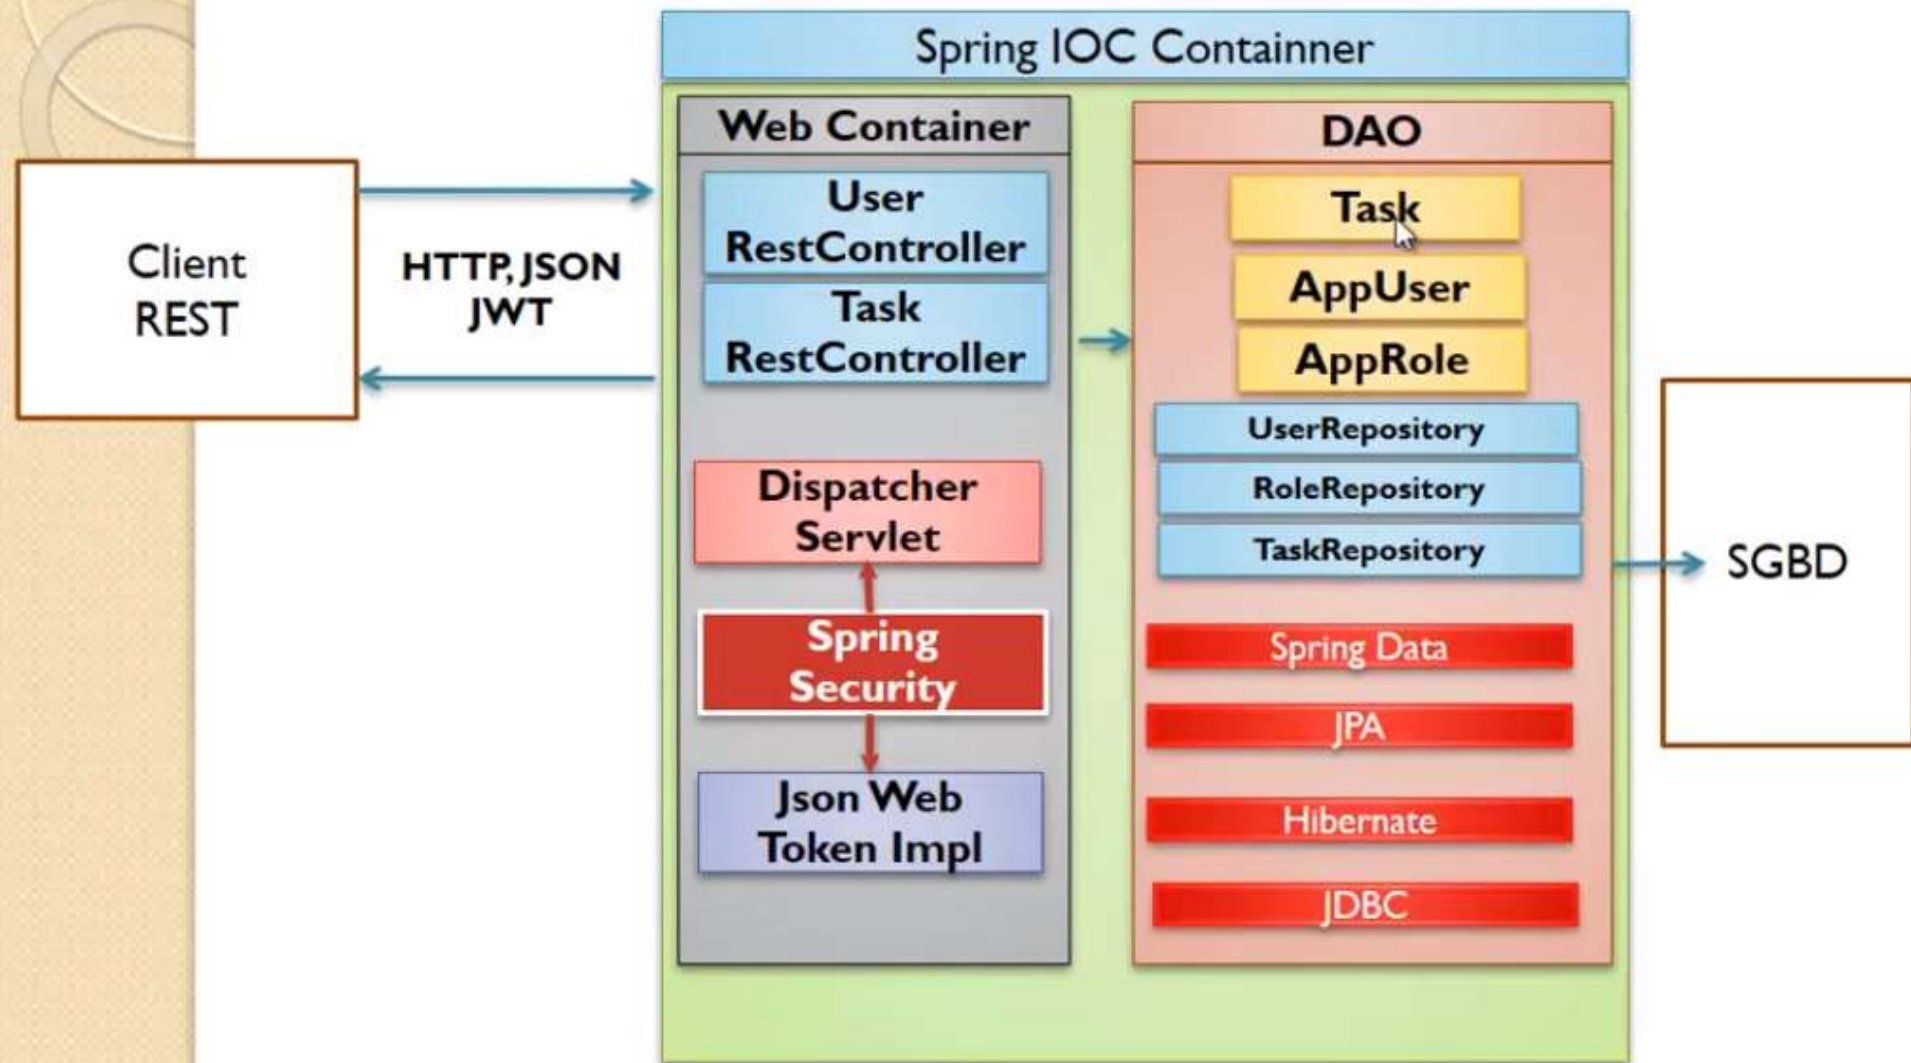 Spring IOC Containner
Web Container
User
RestController
Task
RestController
Dispatcher
Servlet
Spring
Security
Json Web
Token Impl
DAO
Task
AppUser
AppRole
UserRepository
RoleRepository
TaskRepository
Spring Data
JPA
Hibernate
JDBC
Client
REST
HTTP, JSON
JWT
SGBD